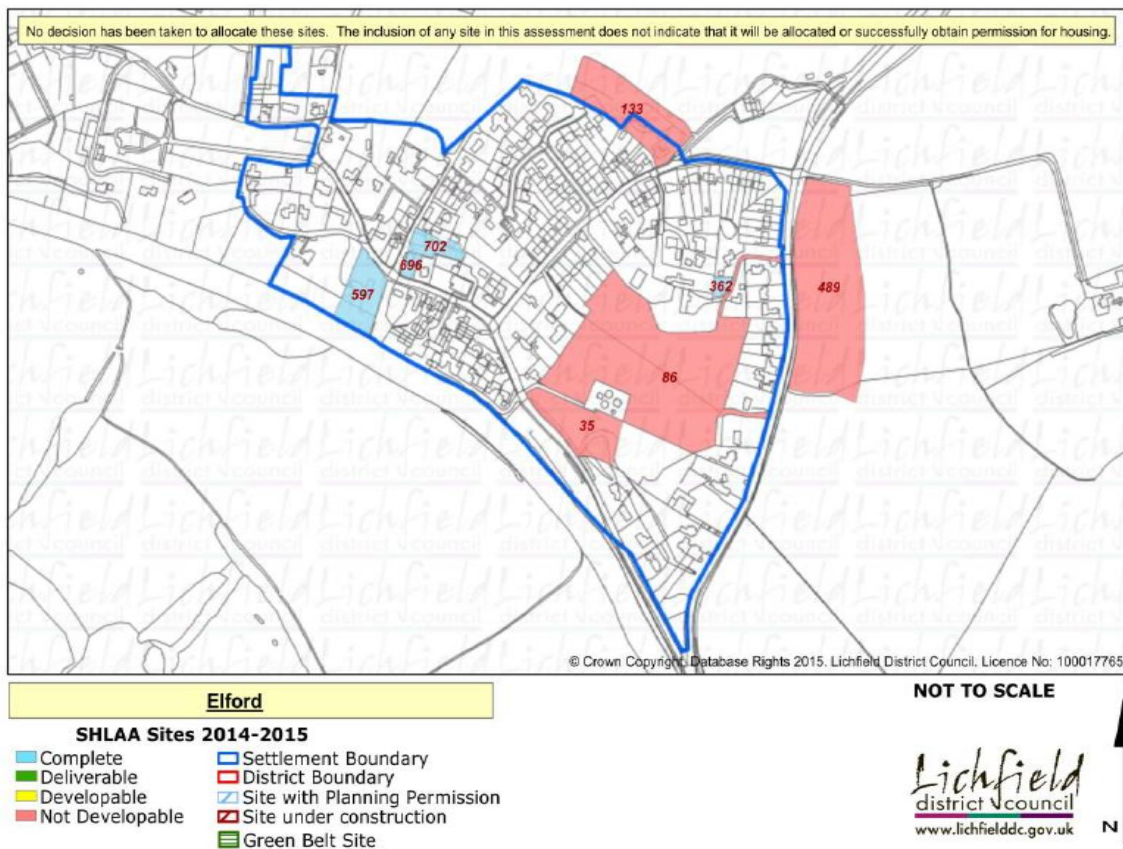 No decision has been taken to allocate these sites. The inclusion of any site in this assessment does not indicate that it will be allocated or successfully obtain permission for housing.
133
702
696
597
362
489
86
35
© Crown Copyright Database Rights 2015. Lichfield District Council. Licence No: 100017765
Elford
NOT TO SCALE
SHLAA Sites 2014-2015
Complete
Deliverable
Developable
Not Developable
Settlement Boundary
District Boundary
Site with Planning Permission
Site under construction
Green Belt Site
Lichfield
district council
www.lichfielddc.gov.uk
N